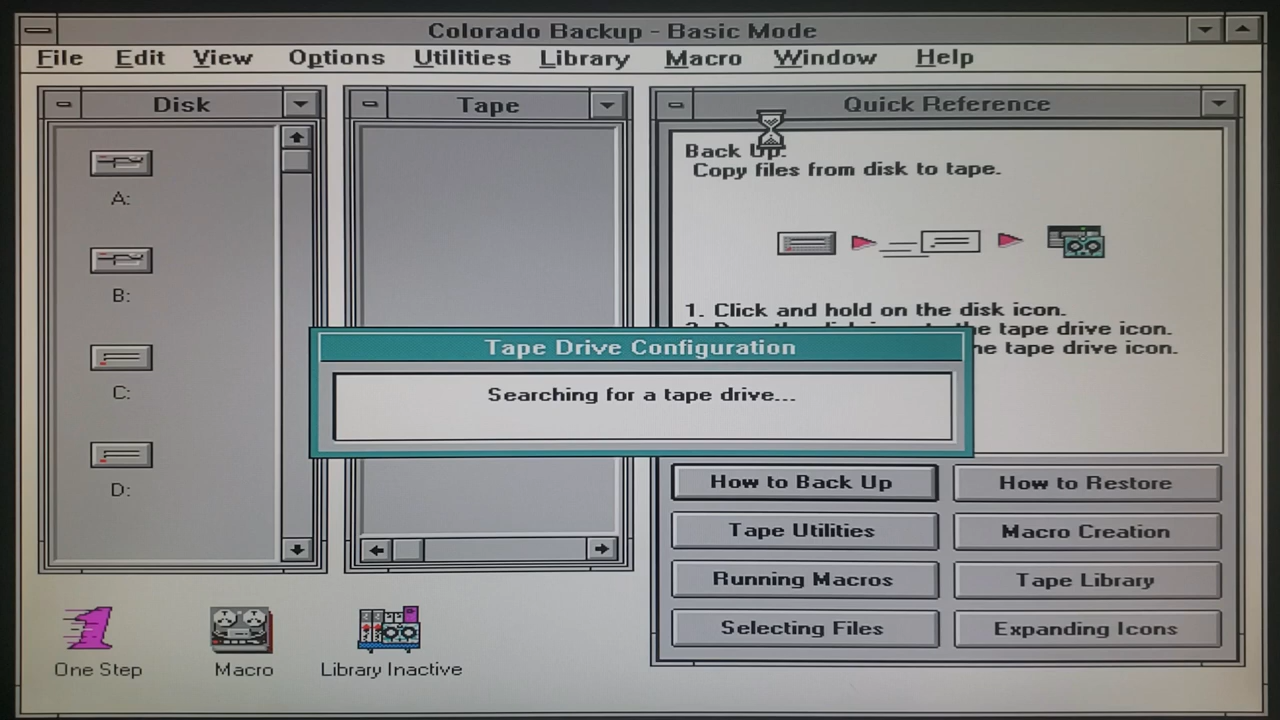 Colorado Backup - Basic Mode
File Edit View Options Utilities Library Macro Window Help
Disk
A:
B:
C:
D:
Tape
Quick Reference
Back Up:
Copy files from disk to tape.
1. Click and hold on the disk icon.
the tape drive icon.
the tape drive icon.
Tape Drive Configuration
Searching for a tape drive...
How to Back Up
How to Restore
Tape Utilities
Macro Creation
Running Macros
Tape Library
Selecting Files
Expanding Icons
One Step
Macro
Library Inactive